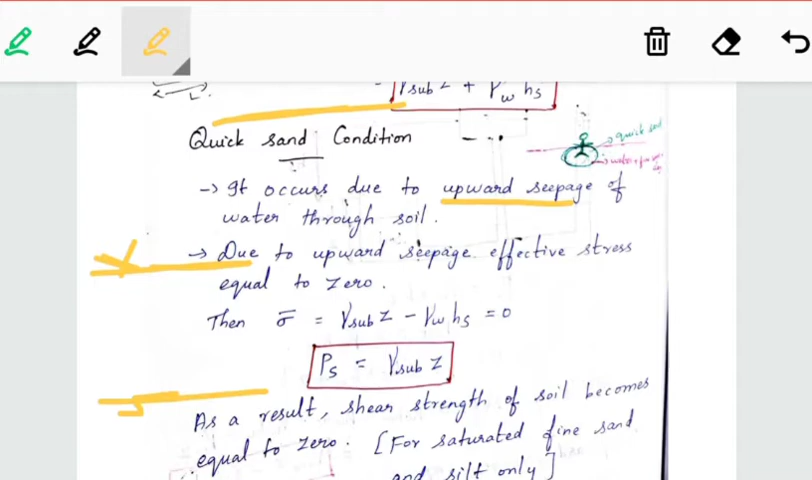 γsub z + γw hs
Quick sand Condition
→ quick sand
→ It occurs due to upward seepage of
water through soil.
→ Due to upward seepage effective stress
equal to zero.
Then σ̄ = γsub z - γw hs = 0
Ps = γsub z
As a result, shear strength of soil becomes
equal to zero. [For saturated fine sand
and silt only]